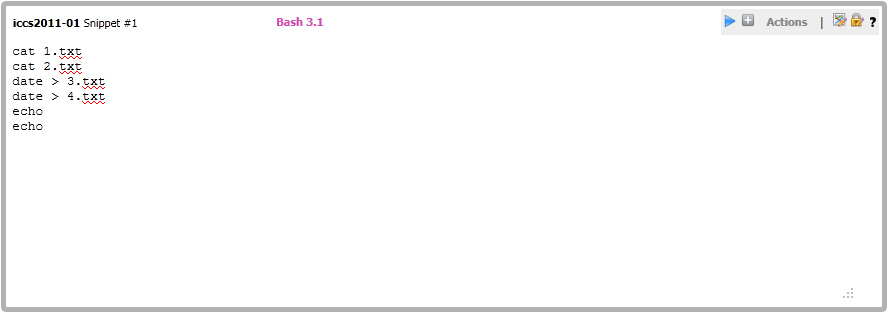 iccs2011-01 Snippet #1 Bash 3.1 Actions | ?
cat 1.txt
cat 2.txt
date > 3.txt
date > 4.txt
echo
echo